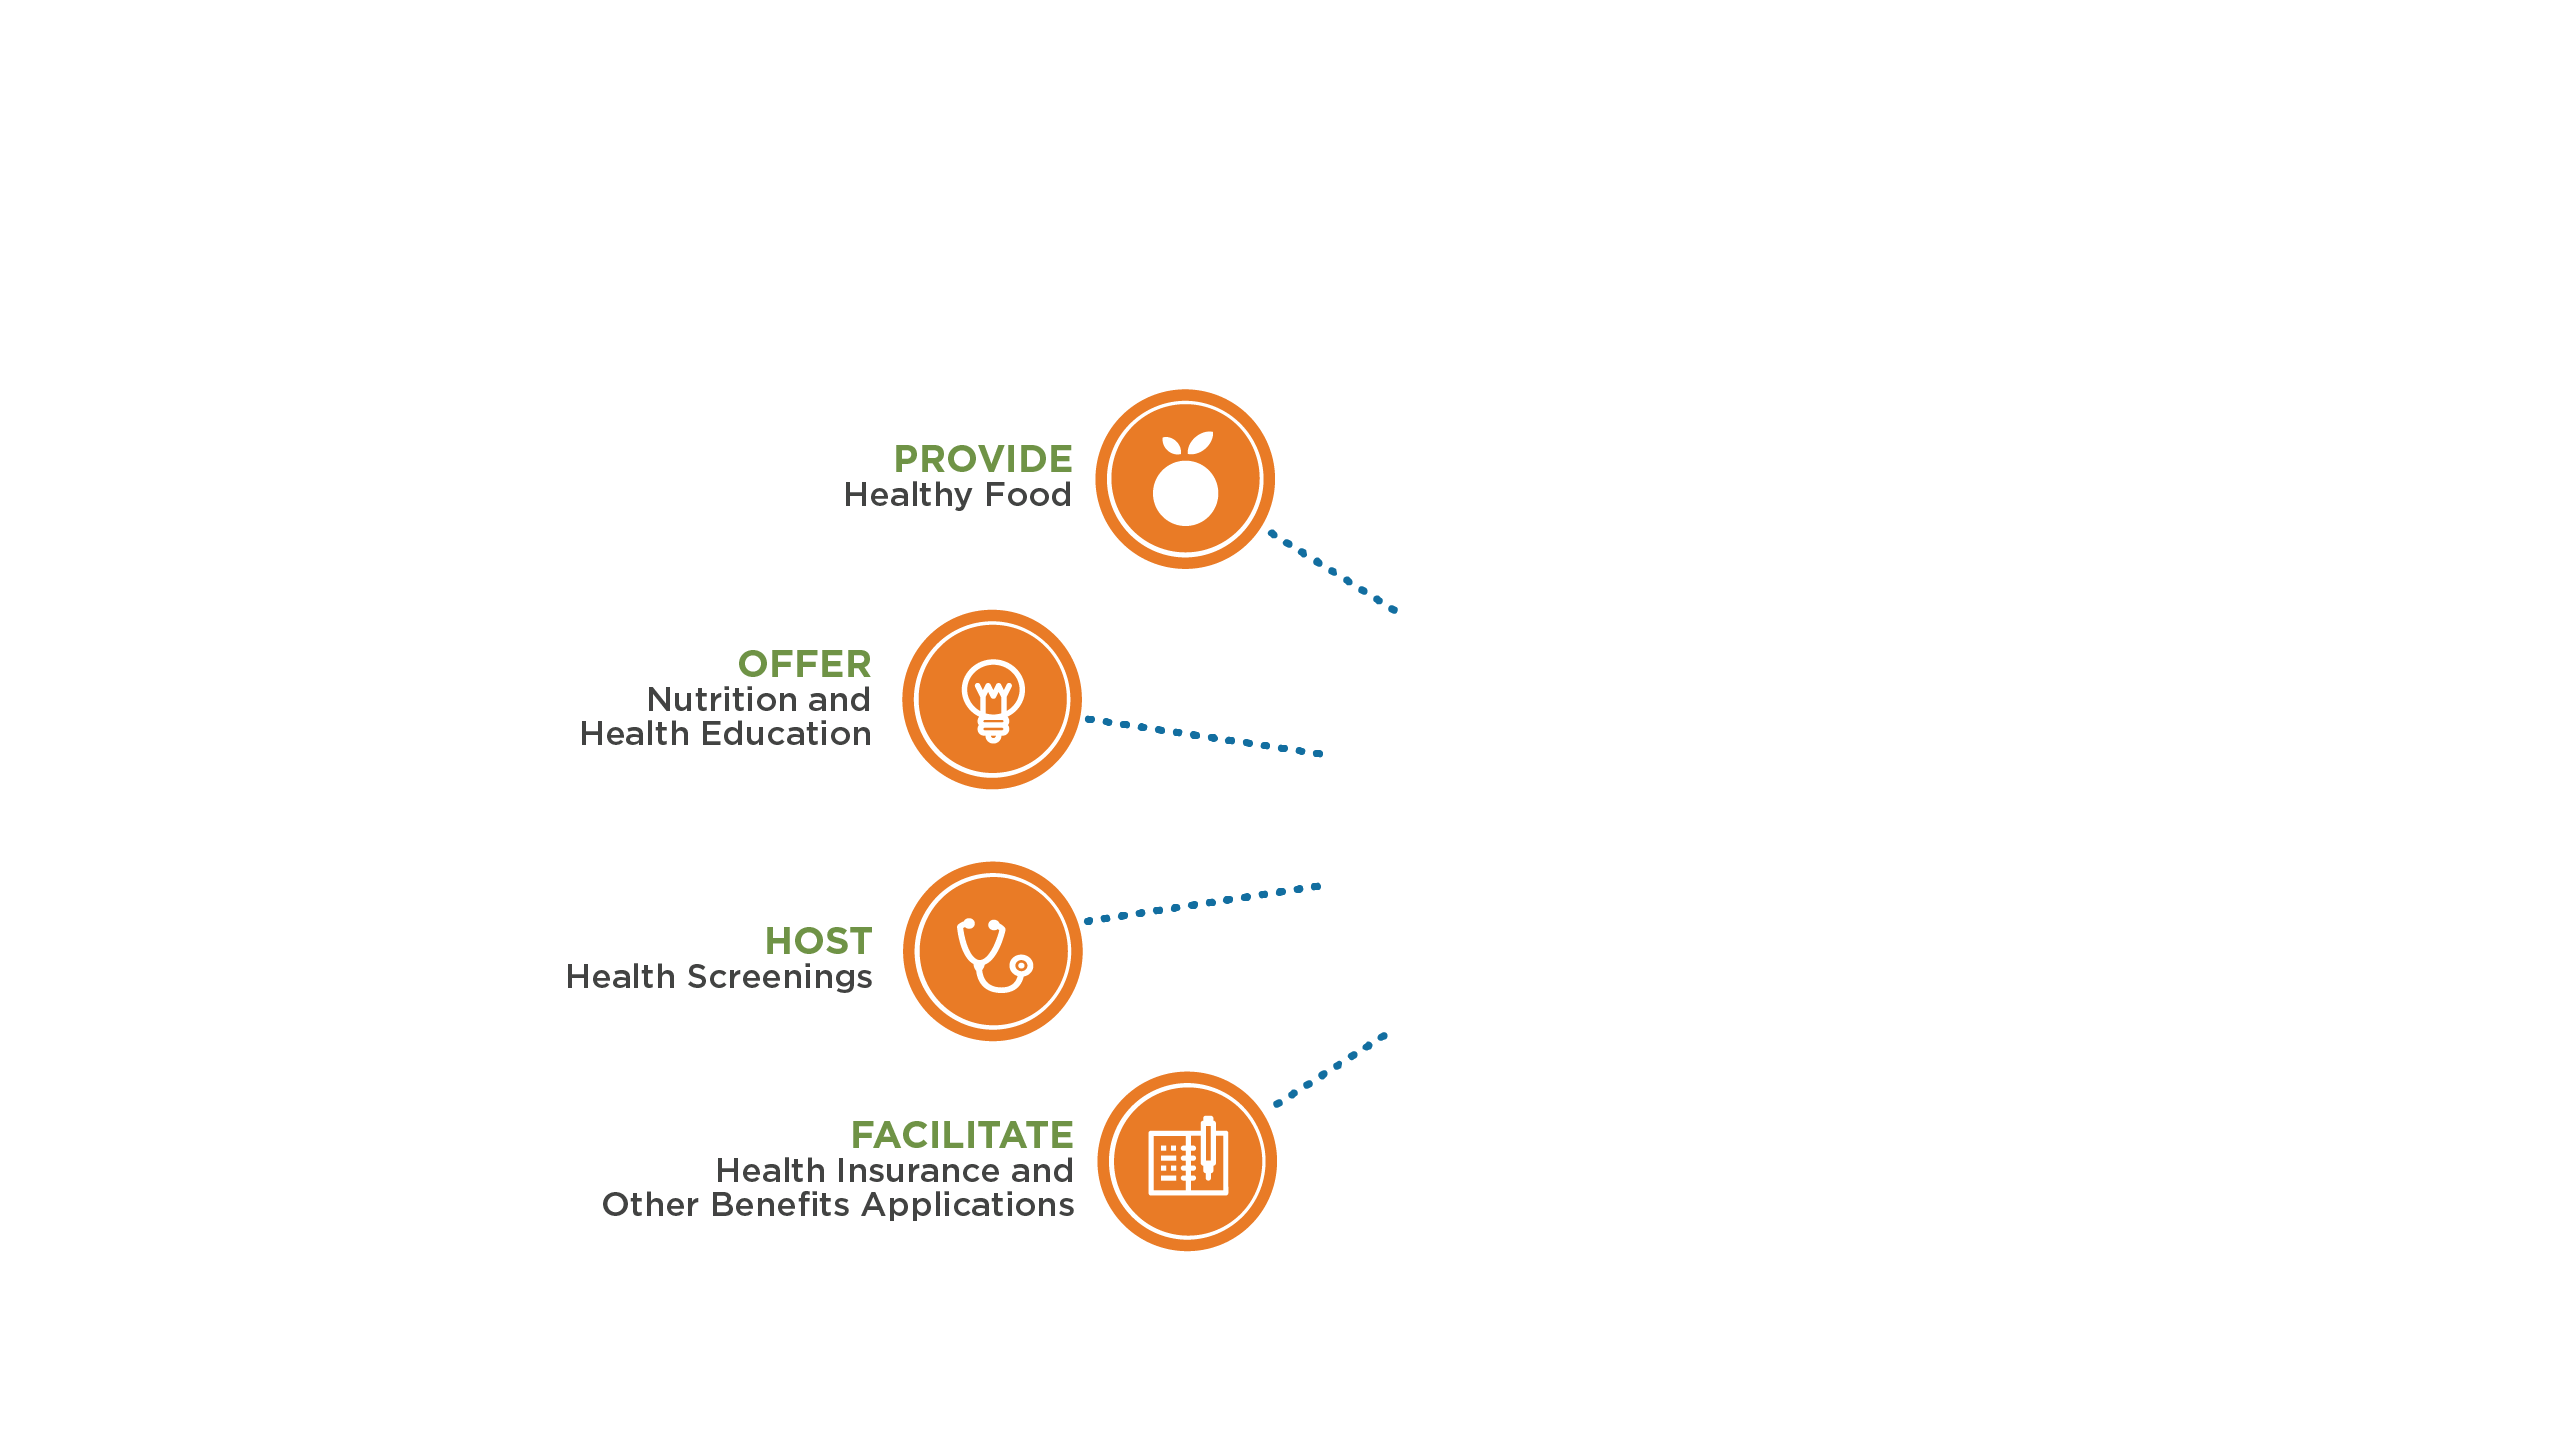 PROVIDE
Healthy Food
OFFER
Nutrition and
Health Education
HOST
Health Screenings
FACILITATE
Health Insurance and
Other Benefits Applications